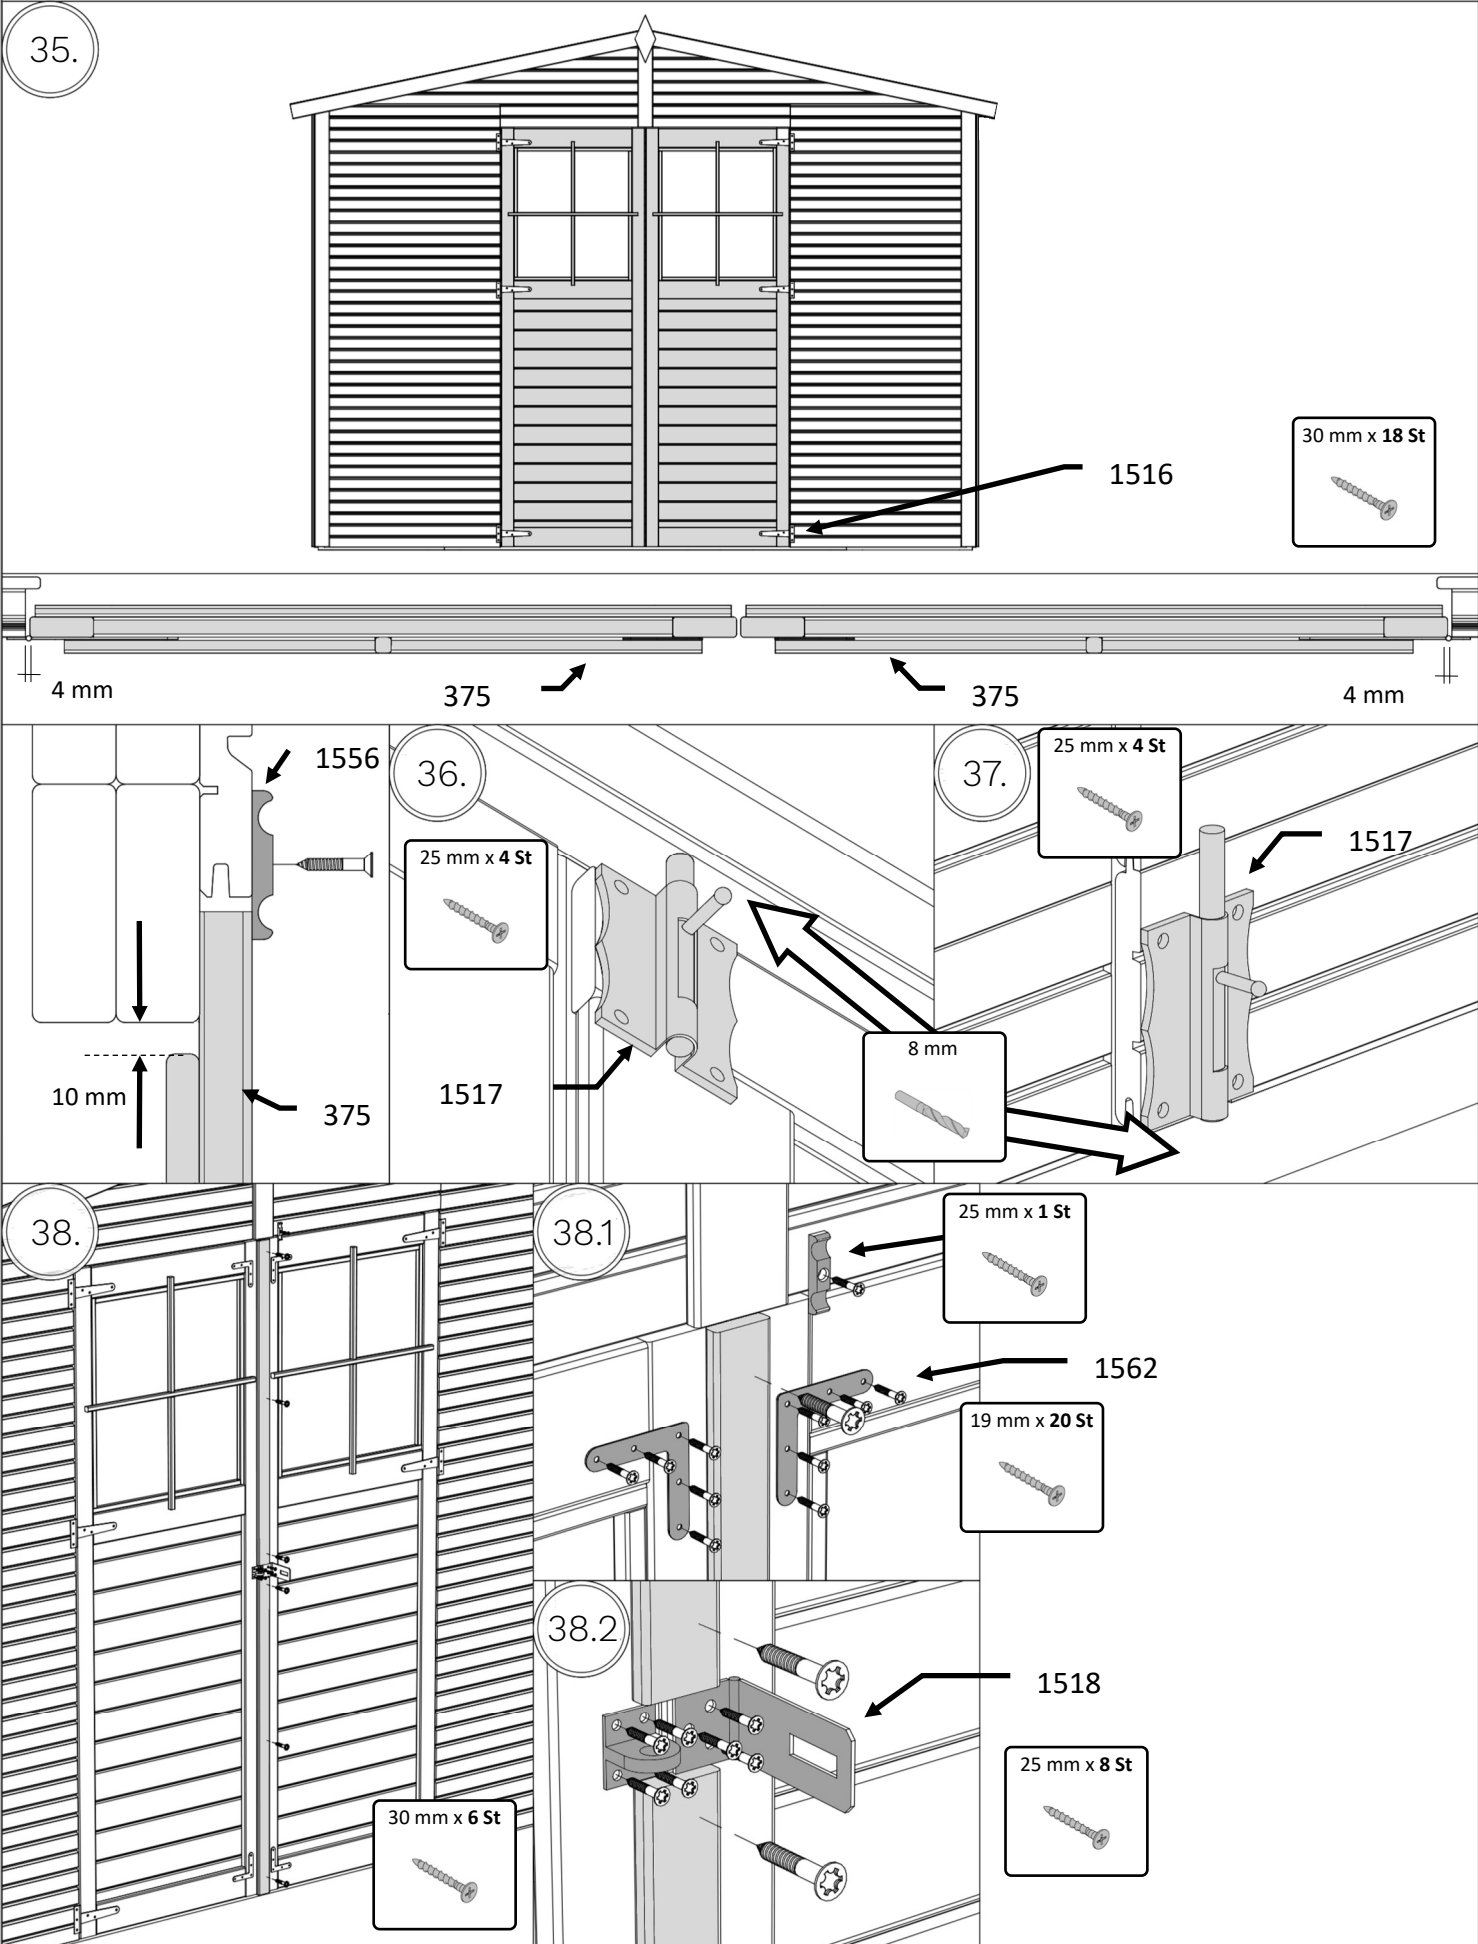 35.
30 mm x 18 St
1516
4 mm
375
375
4 mm
1556
10 mm
375
36.
25 mm x 4 St
1517
8 mm
37.
25 mm x 4 St
1517
38.
30 mm x 6 St
38.1
25 mm x 1 St
1562
19 mm x 20 St
38.2
1518
25 mm x 8 St